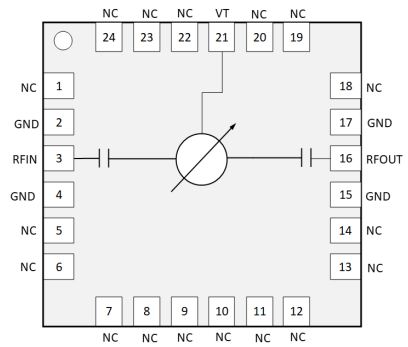 NC NC NC VT NC NC
24 23 22 21 20 19
NC 1 18 NC
GND 2 17 GND
RFIN 3 16 RFOUT
GND 4 15 GND
NC 5 14 NC
NC 6 13 NC
7 8 9 10 11 12
NC NC NC NC NC NC